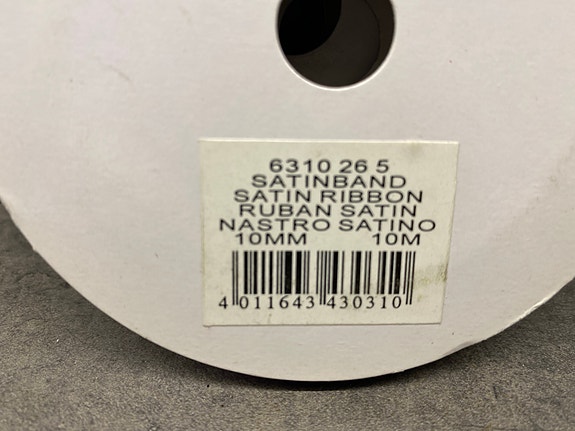 6310 26 5
SATINBAND
SATIN RIBBON
RUBAN SATIN
NASTRO SATINO
10MM 10M
4 011643 430310